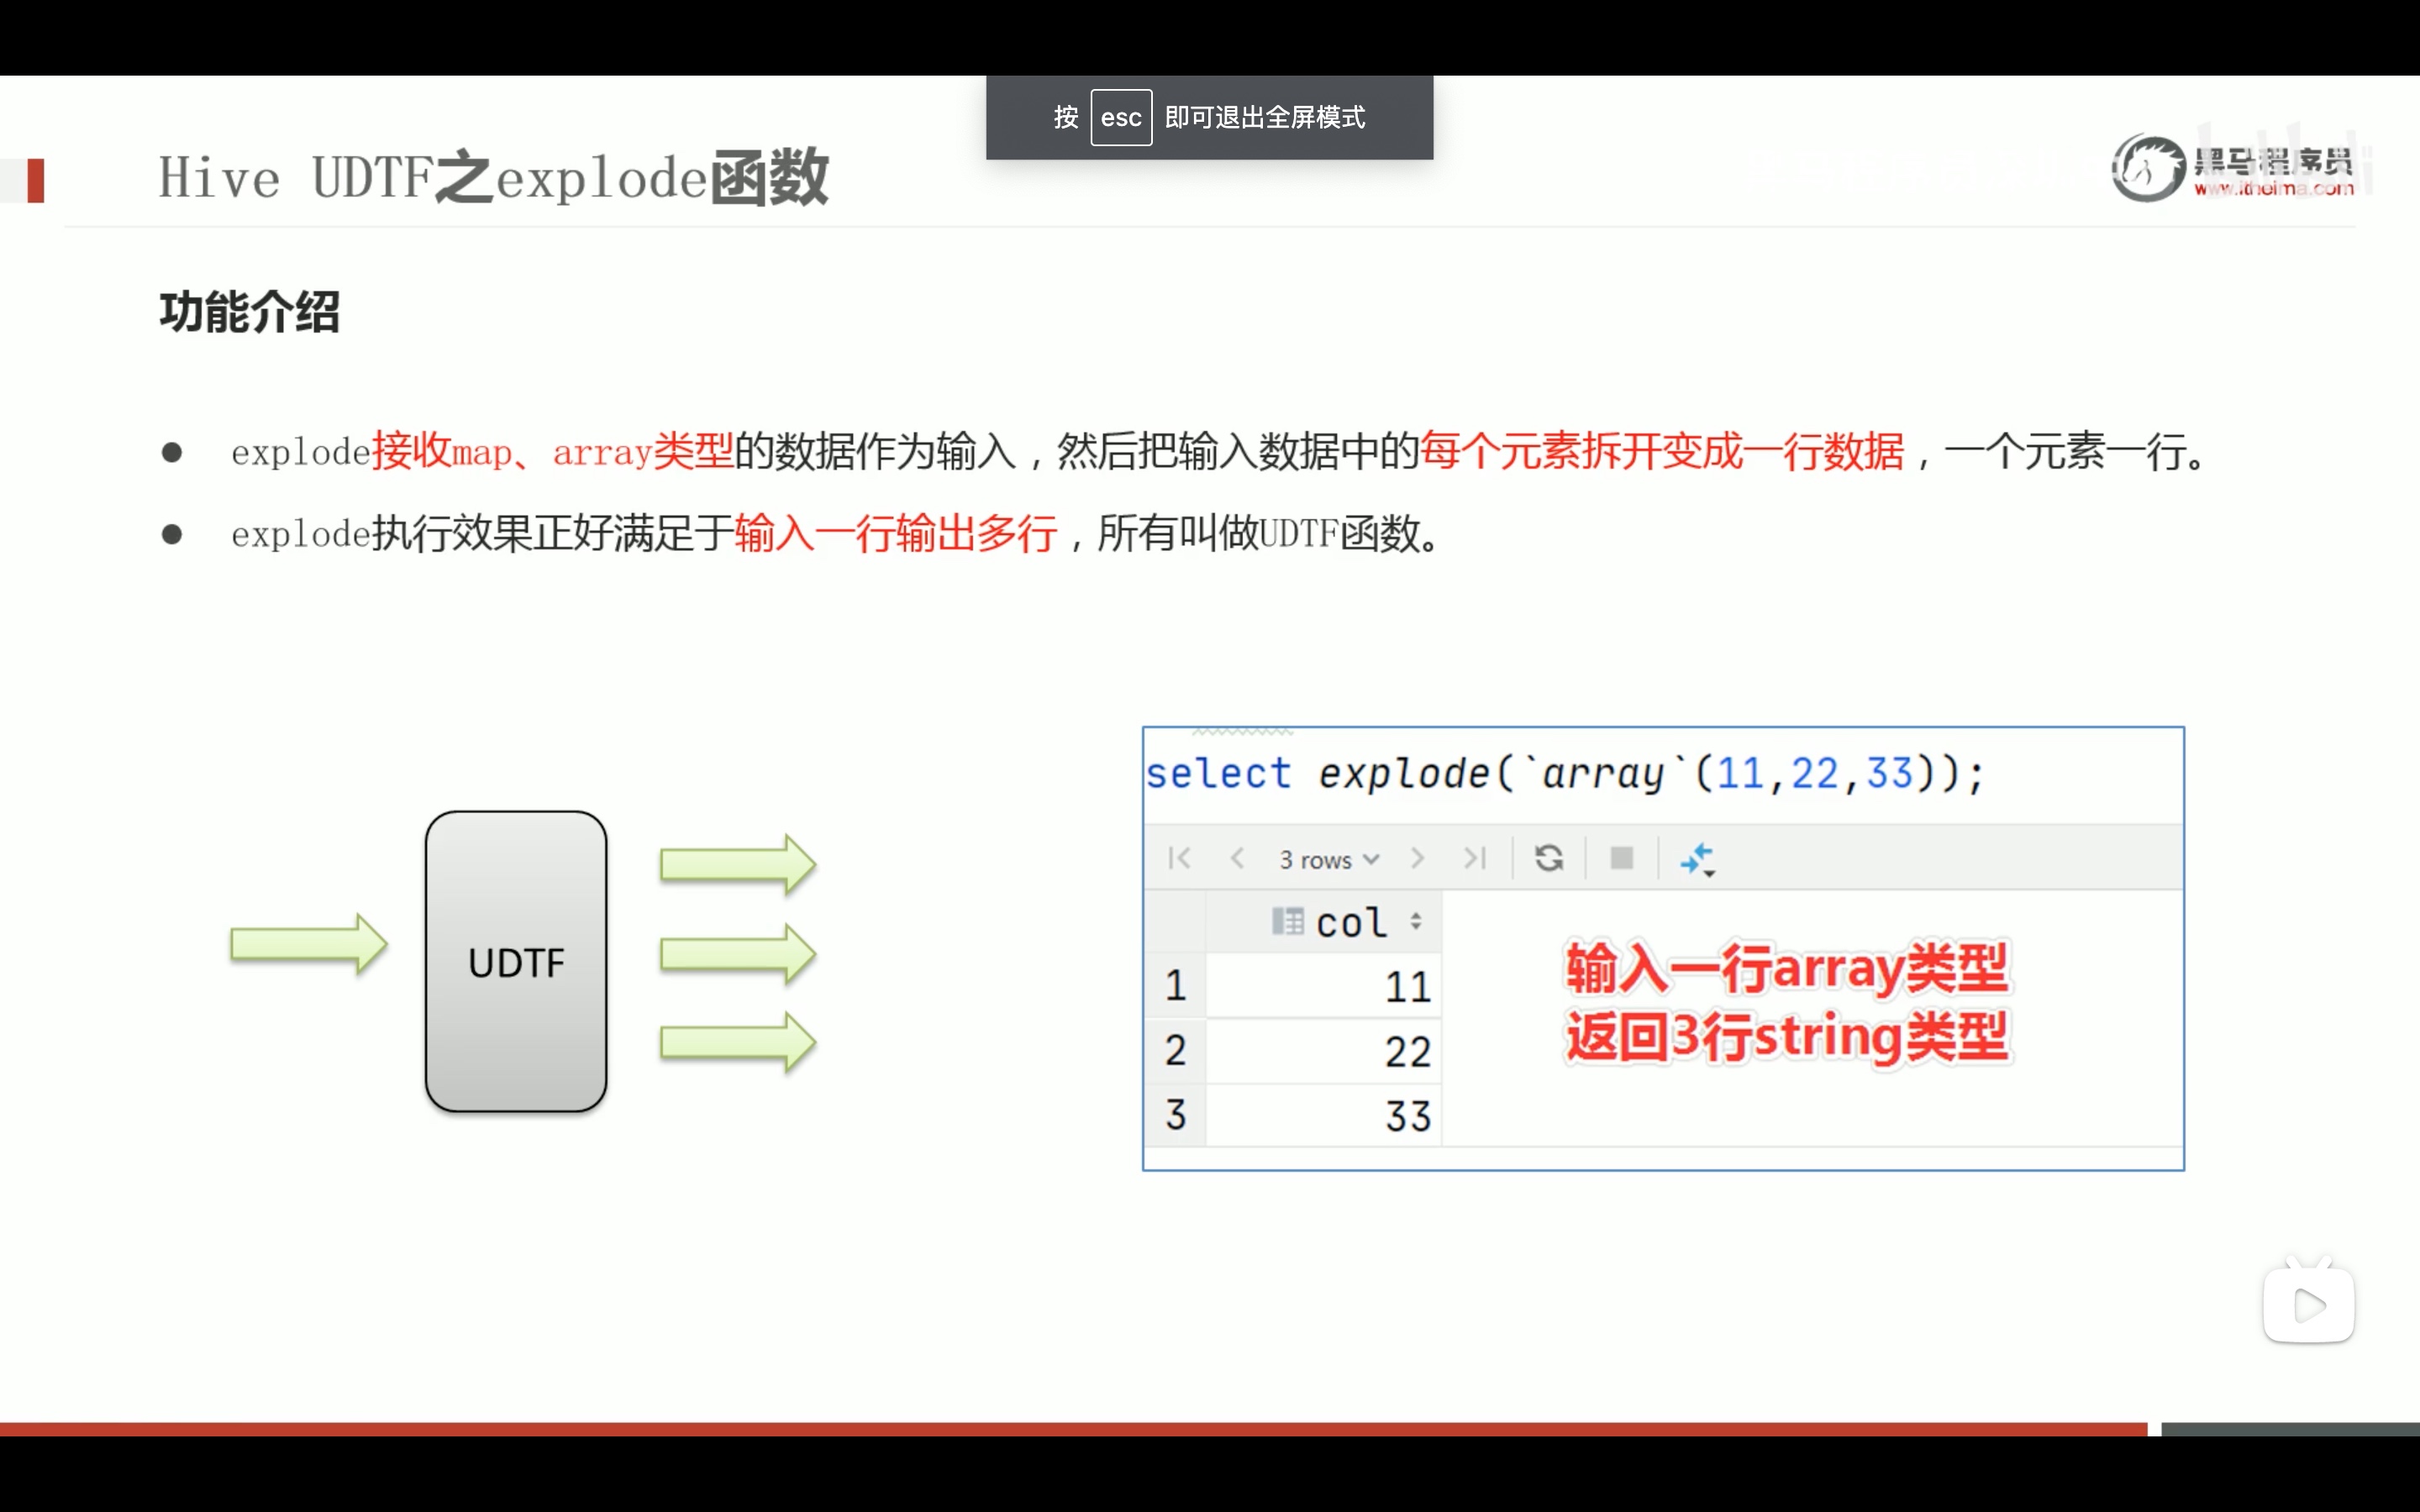 按 esc 即可退出全屏模式
Hive UDTF之explode函数
黑马程序员
www.itheima.com
功能介绍
● explode接收map、array类型的数据作为输入，然后把输入数据中的每个元素拆开变成一行数据，一个元素一行。
● explode执行效果正好满足于输入一行输出多行，所有叫做UDTF函数。
UDTF
select explode(`array`(11,22,33));
3 rows
col
1 11
2 22
3 33
输入一行array类型
返回3行string类型